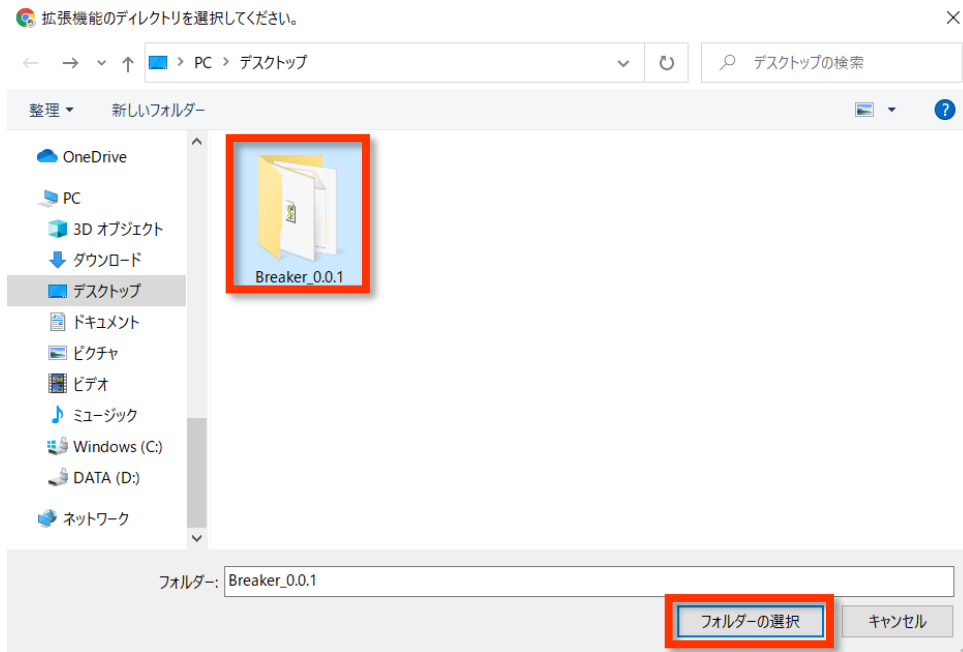 拡張機能のディレクトリを選択してください。
PC デスクトップ
デスクトップの検索
整理 新しいフォルダー
?
OneDrive
PC
3D オブジェクト
ダウンロード
デスクトップ
ドキュメント
ピクチャ
ビデオ
ミュージック
Windows (C:)
DATA (D:)
ネットワーク
Breaker_0.0.1
フォルダー: Breaker_0.0.1
フォルダーの選択 キャンセル